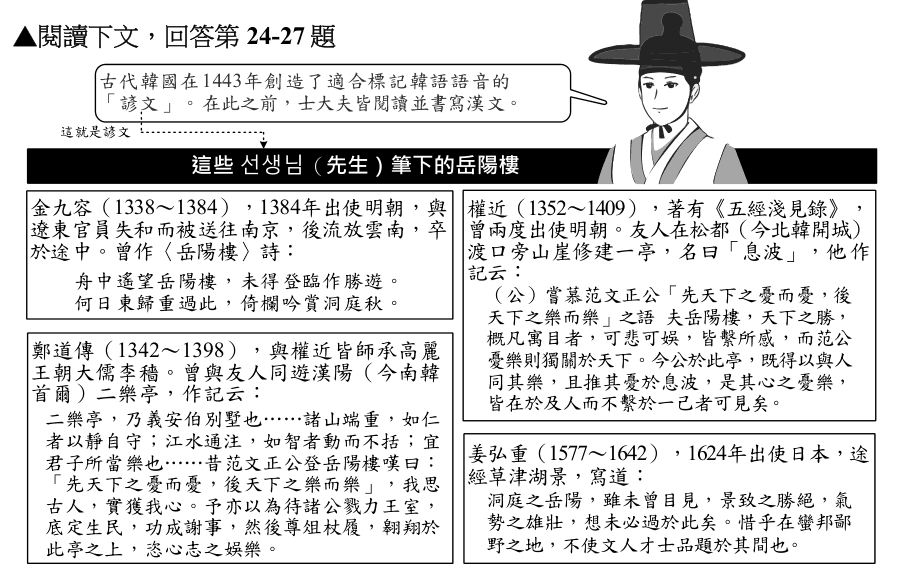 ▲閱讀下文，回答第 24-27 題
古代韓國在1443年創造了適合標記韓語語音的
「諺文」。在此之前，士大夫皆閱讀並書寫漢文。
這就是諺文
這些 선생님（先生）筆下的岳陽樓
金九容（1338～1384），1384年出使明朝，與
遼東官員失和而被送往南京，後流放雲南，卒
於途中。曾作〈岳陽樓〉詩：
舟中遙望岳陽樓，未得登臨作勝遊。
何日東歸重過此，倚欄吟賞洞庭秋。
鄭道傳（1342～1398），與權近皆師承高麗
王朝大儒李穡。曾與友人同遊漢陽（今南韓
首爾）二樂亭，作記云：
二樂亭，乃義安伯別墅也……諸山端重，如仁
者以靜自守；江水通注，如智者動而不括；宜
君子所當樂也……昔范文正公登岳陽樓嘆曰：
「先天下之憂而憂，後天下之樂而樂」，我思
古人，實獲我心。予亦以為待諸公戮力王室，
底定生民，功成謝事，然後尊俎杖履，翱翔於
此亭之上，恣心志之娛樂。
權近（1352～1409），著有《五經淺見錄》，
曾兩度出使明朝。友人在松都（今北韓開城）
渡口旁山崖修建一亭，名曰「息波」，他作
記云：
（公）嘗慕范文正公「先天下之憂而憂，後
天下之樂而樂」之語 夫岳陽樓，天下之勝，
概凡寓目者，可悲可娛，皆繫所感，而范公
憂樂則獨關於天下。今公於此亭，既得以與人
同其樂，且推其憂於息波，是其心之憂樂，
皆在於及人而不繫於一己者可見矣。
姜弘重（1577～1642），1624年出使日本，途
經草津湖景，寫道：
洞庭之岳陽，雖未曾目見，景致之勝絕，氣
勢之雄壯，想未必過於此矣。惜乎在蠻邦鄙
野之地，不使文人才士品題於其間也。